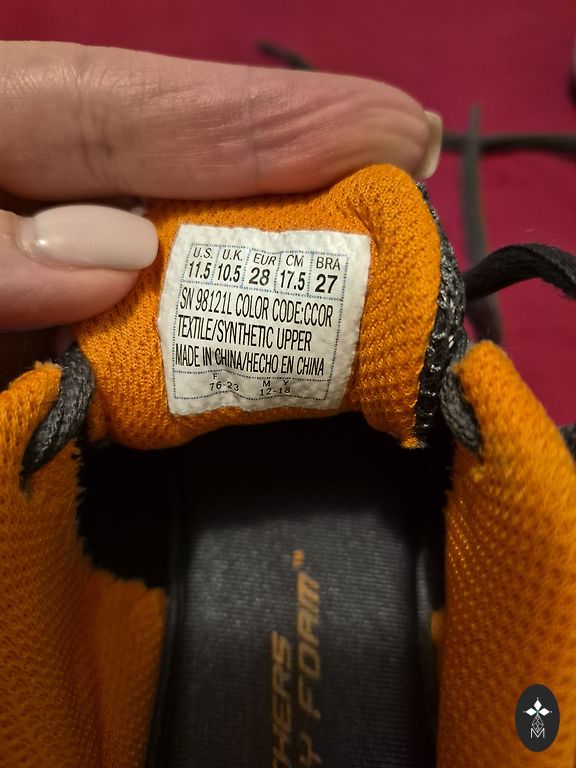 U.S. U.K. EUR CM BRA
11.5 10.5 28 17.5 27
SN 98121L COLOR CODE:CCOR
TEXTILE/SYNTHETIC UPPER
MADE IN CHINA/HECHO EN CHINA
F M Y
76-23 12-18
FOAM™
M